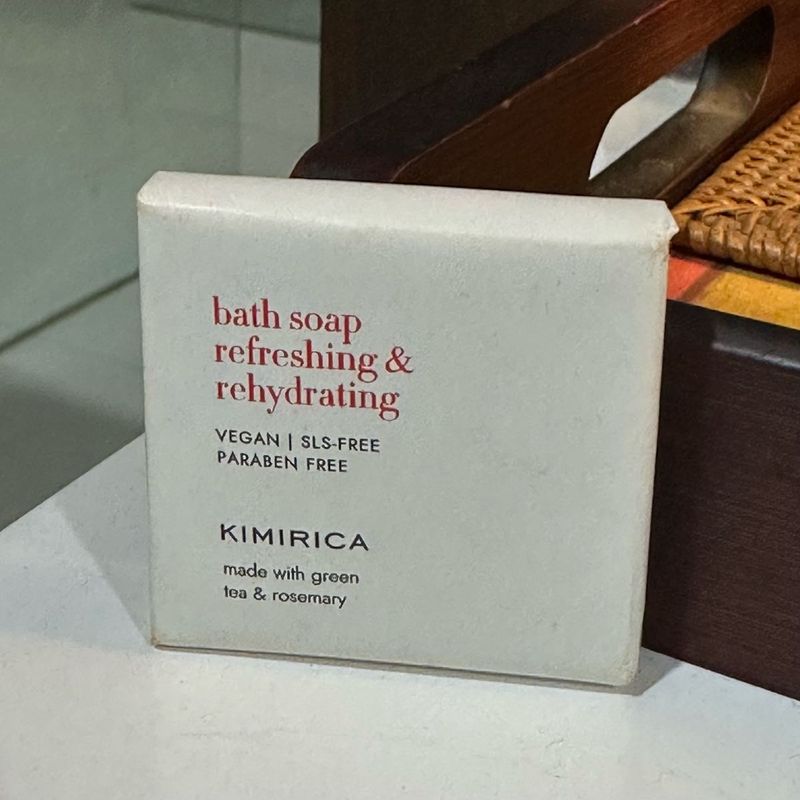 bath soap
refreshing &
rehydrating
VEGAN | SLS-FREE
PARABEN FREE
KIMIRICA
made with green
tea & rosemary